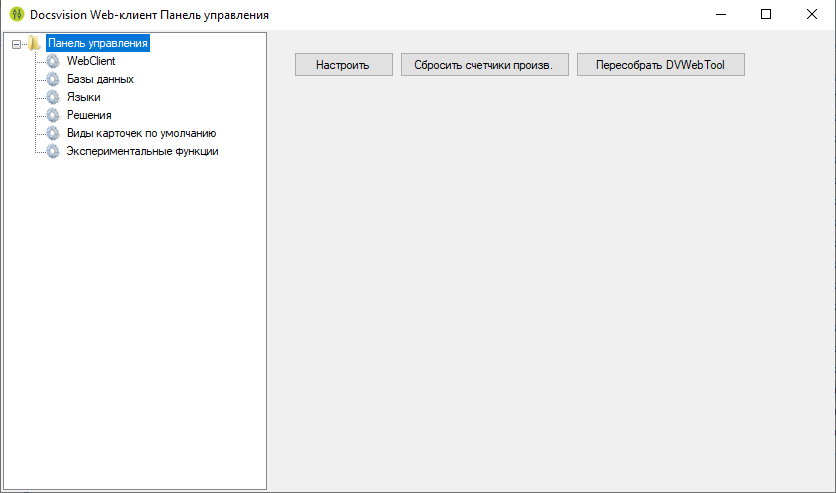 Docsvision Web-клиент Панель управления
Панель управления
WebClient
Базы данных
Языки
Решения
Виды карточек по умолчанию
Экспериментальные функции
Настроить
Сбросить счетчики произв.
Пересобрать DVWebTool